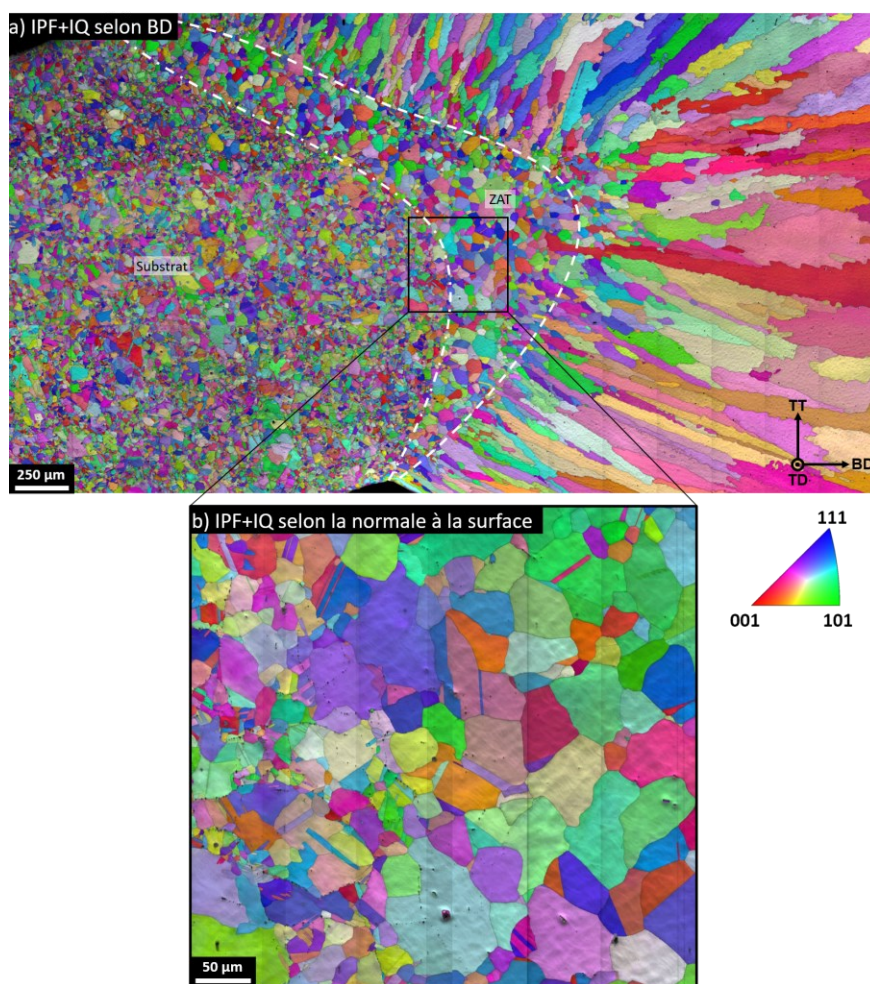 a) IPF+IQ selon BD
ZAT
Substrat
TT
BD
TD
250 µm
b) IPF+IQ selon la normale à la surface
111
001
101
50 µm